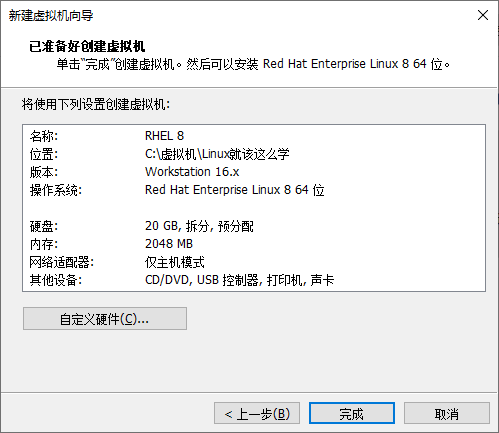 新建虚拟机向导
已准备好创建虚拟机
单击“完成”创建虚拟机。然后可以安装 Red Hat Enterprise Linux 8 64 位。
将使用下列设置创建虚拟机:
名称: RHEL 8
位置: C:\虚拟机\Linux就该这么学
版本: Workstation 16.x
操作系统: Red Hat Enterprise Linux 8 64 位
硬盘: 20 GB, 拆分, 预分配
内存: 2048 MB
网络适配器: 仅主机模式
其他设备: CD/DVD, USB 控制器, 打印机, 声卡
自定义硬件(C)...
< 上一步(B) 完成 取消